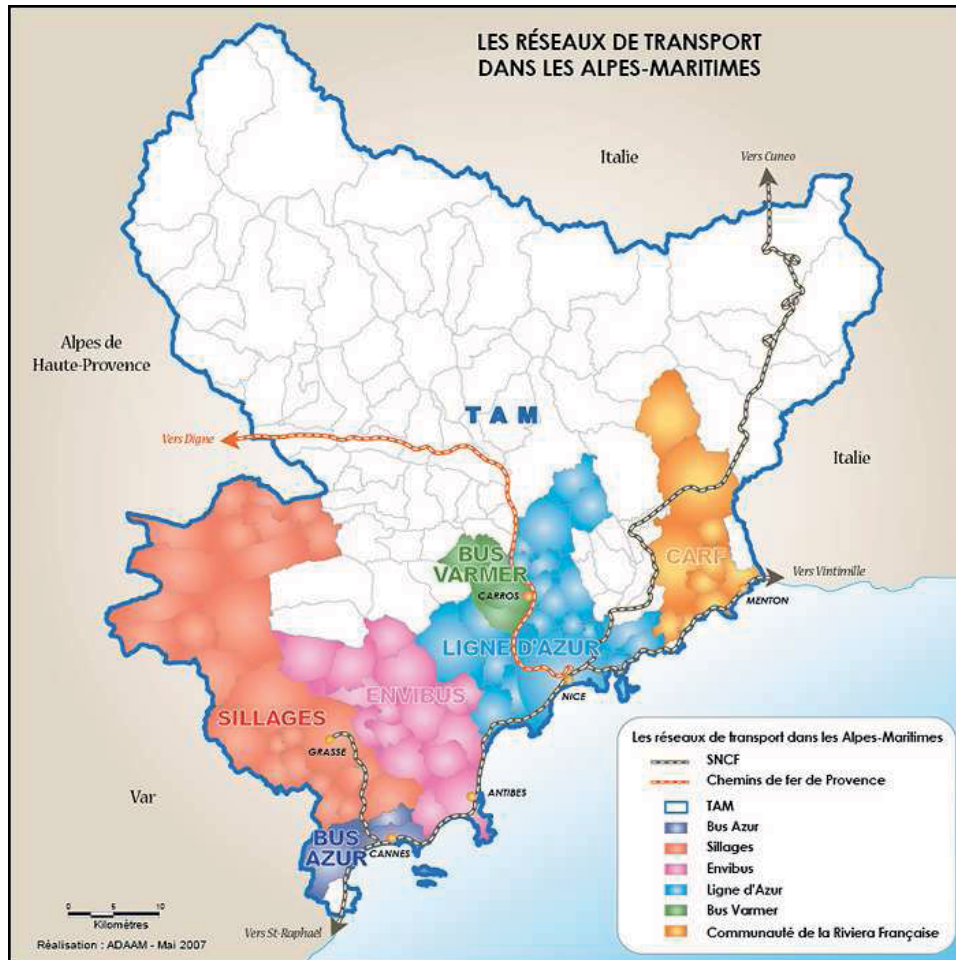 LES RÉSEAUX DE TRANSPORT
DANS LES ALPES-MARITIMES
Italie
Vers Cuneo
Alpes de
Haute-Provence
TAM
Vers Digne
Italie
BUS
VARMER
CARROS
CARF
Vers Vintimille
MENTON
LIGNE D'AZUR
ENVIBUS
NICE
SILLAGES
GRASSE
ANTIBES
Var
BUS
AZUR
CANNES
Vers St-Raphaël
0 5 10
Kilomètres
Réalisation : ADAAM - Mai 2007
Les réseaux de transport dans les Alpes-Maritimes
SNCF
Chemins de fer de Provence
TAM
Bus Azur
Sillages
Envibus
Ligne d'Azur
Bus Varmer
Communauté de la Riviera Française